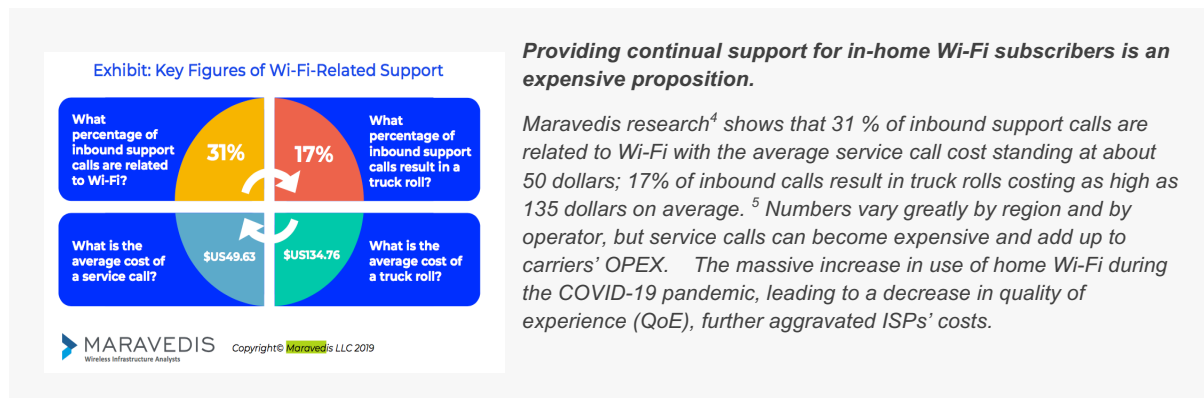 Exhibit: Key Figures of Wi-Fi-Related Support
What
percentage of
inbound support
calls are related
to Wi-Fi?
31%
17%
What
percentage of
inbound support
calls result in a
truck roll?
What is the
average cost of
a service call?
$US49.63
$US134.76
What is the
average cost of
a truck roll?
MARAVEDIS
Wireless Infrastructure Analysts
Copyright© Maravedis LLC 2019
Providing continual support for in-home Wi-Fi subscribers is an
expensive proposition.
Maravedis research4 shows that 31 % of inbound support calls are
related to Wi-Fi with the average service call cost standing at about
50 dollars; 17% of inbound calls result in truck rolls costing as high as
135 dollars on average. 5 Numbers vary greatly by region and by
operator, but service calls can become expensive and add up to
carriers' OPEX. The massive increase in use of home Wi-Fi during
the COVID-19 pandemic, leading to a decrease in quality of
experience (QoE), further aggravated ISPs' costs.